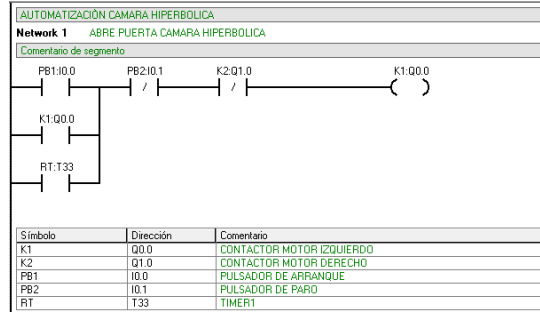 AUTOMATIZACIÒN CAMARA HIPERBOLICA
Network 1 ABRE PUERTA CAMARA HIPERBOLICA
Comentario de segmento
PB1:I0.0 PB2:I0.1 K2:Q1.0 K1:Q0.0
K1:Q0.0
RT:T33
Símbolo Dirección Comentario
K1 Q0.0 CONTACTOR MOTOR IZQUIERDO
K2 Q1.0 CONTACTOR MOTOR DERECHO
PB1 I0.0 PULSADOR DE ARRANQUE
PB2 I0.1 PULSADOR DE PARO
RT T33 TIMER1